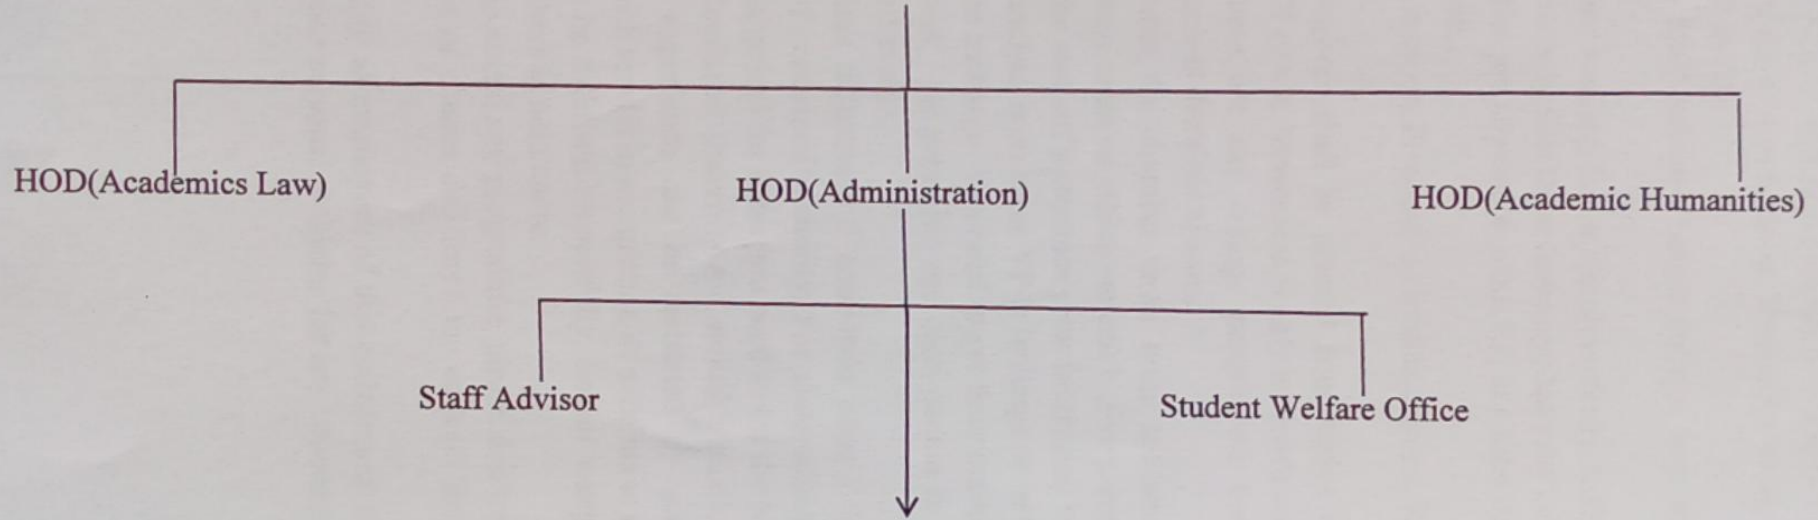 HOD(Academics Law)
HOD(Administration)
HOD(Academic Humanities)
Staff Advisor
Student Welfare Office